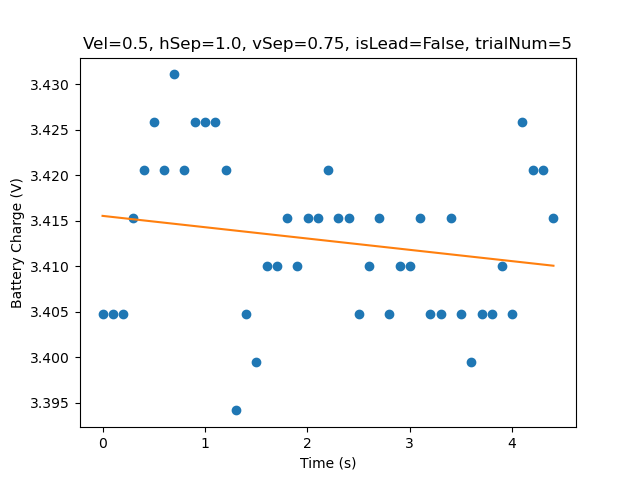 Vel=0.5, hSep=1.0, vSep=0.75, isLead=False, trialNum=5
3.430
3.425
3.420
3.415
3.410
3.405
3.400
3.395
Battery Charge (V)
0 1 2 3 4
Time (s)